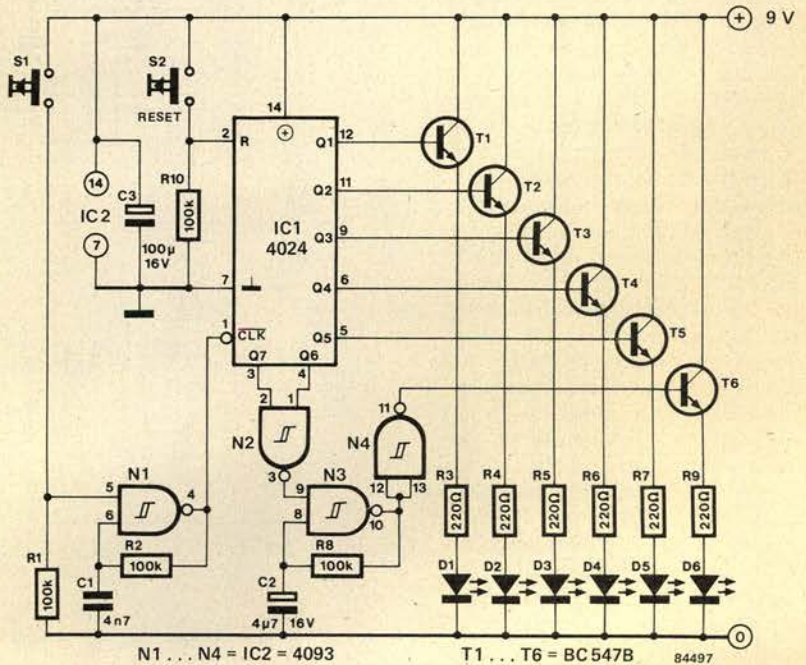 + 9 V
S1
S2
RESET
14
2 R
Q1 12
T1
14
C3
R10
100k
Q2 11
T2
IC 2
IC1
4024
Q3 9
T3
7
100µ
16V
Q4 6
T4
7 ⊥
1 CLK
Q5 5
T5
Q7 Q6
3 4
T6
2 1
11
N2
N4
N1
3
N3
12 13
R3 R4 R5 R6 R7 R9
5
4
9
220Ω 220Ω 220Ω 220Ω 220Ω 220Ω
6
8
10
R2
R8
R1
100k
100k
D1 D2 D3 D4 D5 D6
100k
C1
C2
4n7
4µ7 16V
0
N1 ... N4 = IC2 = 4093 T1 ... T6 = BC547B 84497